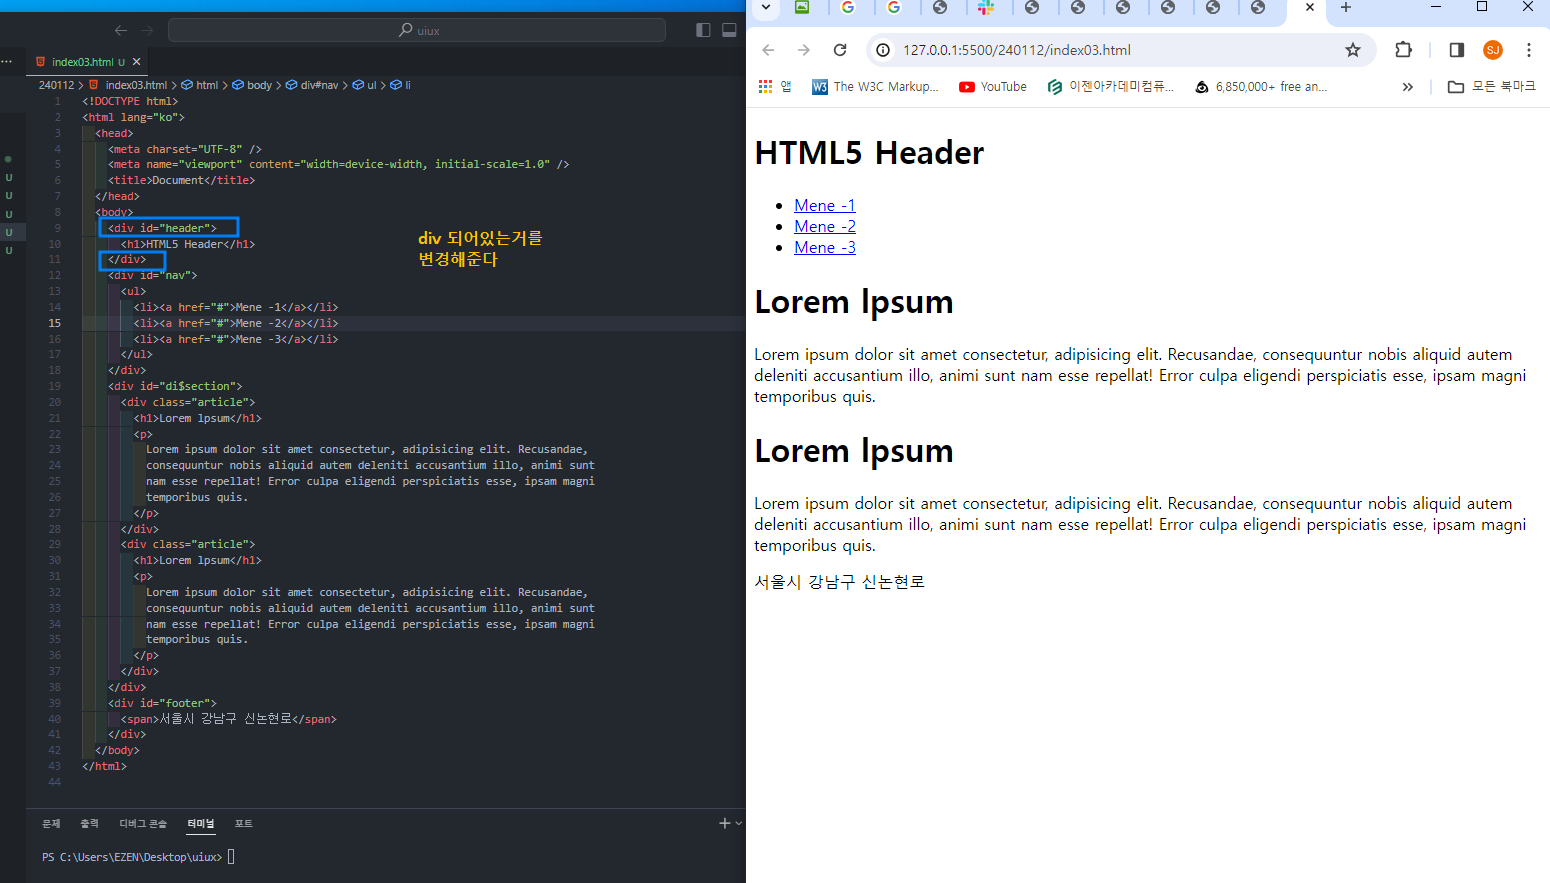 uiux
index03.html U
240112 > index03.html > html > body > div#nav > ul > li
1 <!DOCTYPE html>
2 <html lang="ko">
3 <head>
4 <meta charset="UTF-8" />
5 <meta name="viewport" content="width=device-width, initial-scale=1.0" />
6 <title>Document</title>
7 </head>
8 <body>
9 <div id="header">
10 <h1>HTML5 Header</h1>
11 </div>
12 <div id="nav">
13 <ul>
14 <li><a href="#">Mene -1</a></li>
15 <li><a href="#">Mene -2</a></li>
16 <li><a href="#">Mene -3</a></li>
17 </ul>
18 </div>
19 <div id="di$section">
20 <div class="article">
21 <h1>Lorem lpsum</h1>
22 <p>
23 Lorem ipsum dolor sit amet consectetur, adipisicing elit. Recusandae,
24 consequuntur nobis aliquid autem deleniti accusantium illo, animi sunt
25 nam esse repellat! Error culpa eligendi perspiciatis esse, ipsam magni
26 temporibus quis.
27 </p>
28 </div>
29 <div class="article">
30 <h1>Lorem lpsum</h1>
31 <p>
32 Lorem ipsum dolor sit amet consectetur, adipisicing elit. Recusandae,
33 consequuntur nobis aliquid autem deleniti accusantium illo, animi sunt
34 nam esse repellat! Error culpa eligendi perspiciatis esse, ipsam magni
35 temporibus quis.
36 </p>
37 </div>
38 </div>
39 <div id="footer">
40 <span>서울시 강남구 신논현로</span>
41 </div>
42 </body>
43 </html>
44
div 되어있는거를
변경해준다
U
U
U
U
U
문제 출력 디버그 콘솔 터미널 포트
PS C:\Users\EZEN\Desktop\uiux>
127.0.0.1:5500/240112/index03.html
SJ
앱 W3 The W3C Markup... YouTube 이젠아카데미컴퓨... 6,850,000+ free an... » 모든 북마크
HTML5 Header
• Mene -1
• Mene -2
• Mene -3
Lorem lpsum
Lorem ipsum dolor sit amet consectetur, adipisicing elit. Recusandae, consequuntur nobis aliquid autem
deleniti accusantium illo, animi sunt nam esse repellat! Error culpa eligendi perspiciatis esse, ipsam magni
temporibus quis.
Lorem lpsum
Lorem ipsum dolor sit amet consectetur, adipisicing elit. Recusandae, consequuntur nobis aliquid autem
deleniti accusantium illo, animi sunt nam esse repellat! Error culpa eligendi perspiciatis esse, ipsam magni
temporibus quis.
서울시 강남구 신논현로